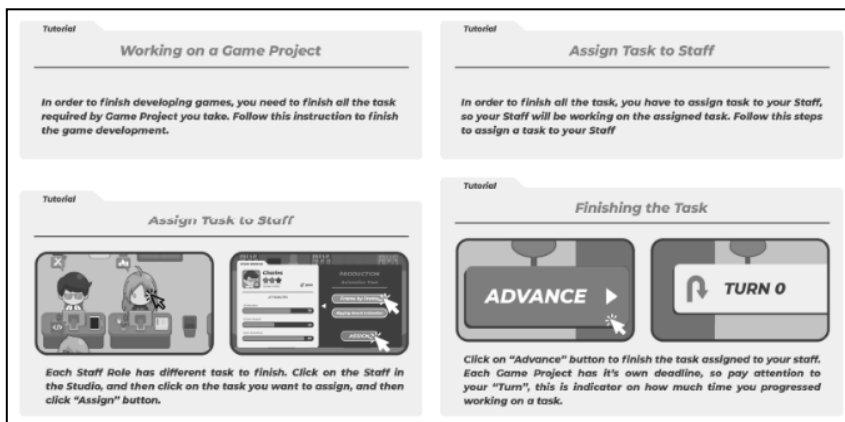 Tutorial
Working on a Game Project
In order to finish developing games, you need to finish all the task
required by Game Project you take. Follow this instruction to finish
the game development.
Tutorial
Assign Task to Staff
In order to finish all the task, you have to assign task to your Staff,
so your Staff will be working on the assigned task. Follow this steps
to assign a task to your Staff
Tutorial
Assign Task to Staff
Charles
PRODUCTION
Frame by Frame
ASSIGN
Each Staff Role has different task to finish. Click on the Staff in
the Studio, and then click on the task you want to assign, and then
click “Assign” button.
Tutorial
Finishing the Task
ADVANCE
TURN 0
Click on “Advance” button to finish the task assigned to your staff.
Each Game Project has it’s own deadline, so pay attention to
your “Turn”, this is indicator on how much time you progressed
working on a task.